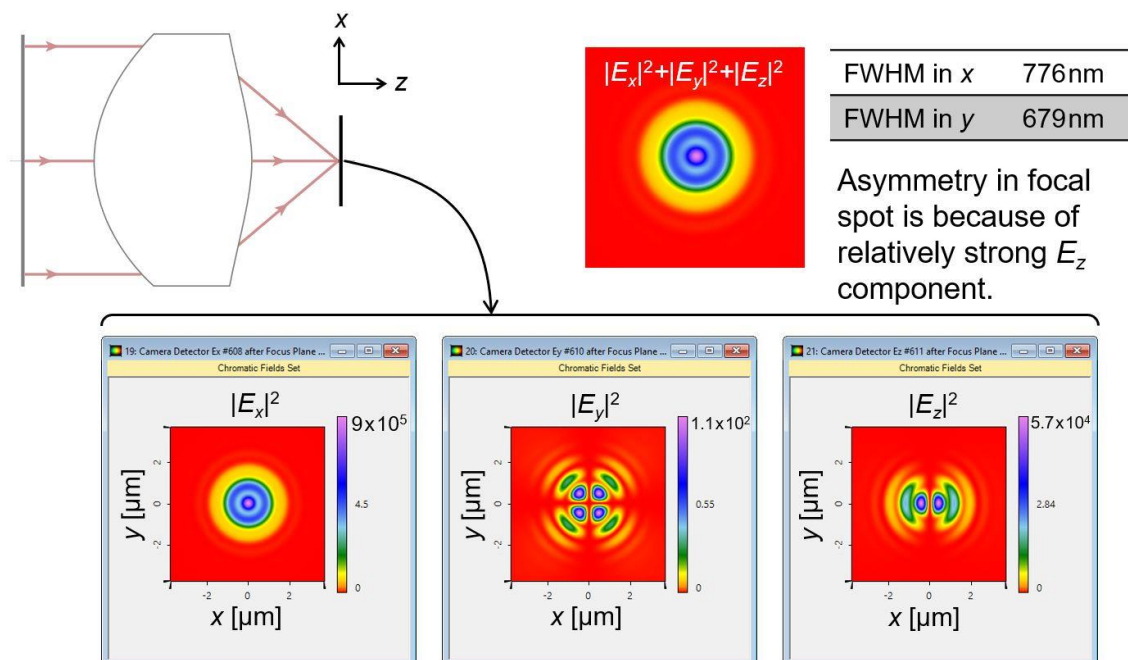 x
z
|Ex|²+|Ey|²+|Ez|²
FWHM in x 776nm
FWHM in y 679nm
Asymmetry in focal
spot is because of
relatively strong Ez
component.
19: Camera Detector Ex #608 after Focus Plane ...
Chromatic Fields Set
|Ex|²
9x10⁵
4.5
0
y [µm]
2
0
-2
-2 0 2
x [µm]
20: Camera Detector Ey #610 after Focus Plane ...
Chromatic Fields Set
|Ey|²
1.1x10²
0.55
0
y [µm]
2
0
-2
-2 0 2
x [µm]
21: Camera Detector Ez #611 after Focus Plane ...
Chromatic Fields Set
|Ez|²
5.7x10⁴
2.84
0
y [µm]
2
0
-2
-2 0 2
x [µm]